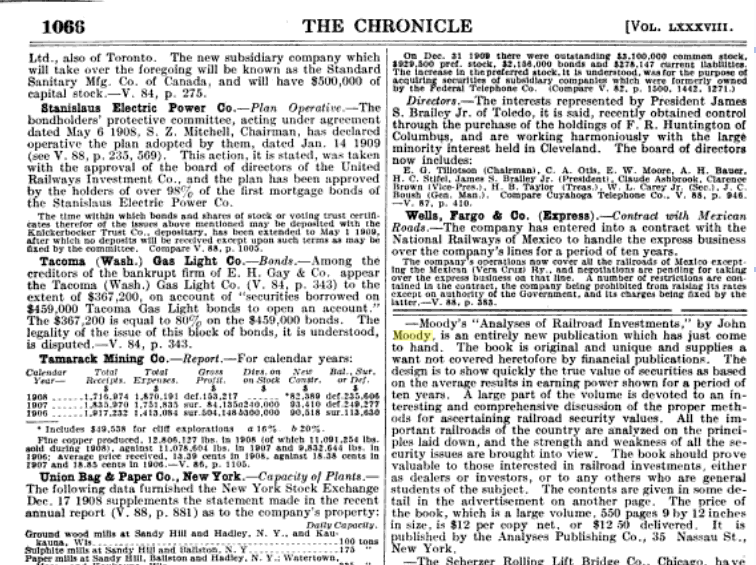 1066
THE CHRONICLE
[VOL. LXXXVIII.
Ltd., also of Toronto. The new subsidiary company which
will take over the foregoing will be known as the Standard
Sanitary Mfg. Co. of Canada, and will have $500,000 of
capital stock.—V. 84, p. 275.
Stanislaus Electric Power Co.—Plan Operative.—The
bondholders' protective committee, acting under agreement
dated May 6 1908, S. Z. Mitchell, Chairman, has declared
operative the plan adopted by them, dated Jan. 14 1909
(see V. 88, p. 235, 569). This action, it is stated, was taken
with the approval of the board of directors of the United
Railways Investment Co., and the plan has been approved
by the holders of over 98% of the first mortgage bonds of
the Stanislaus Electric Power Co.
The time within which bonds and shares of stock or voting trust certifi-
cates therefor of the issues above mentioned may be deposited with the
Knickerbocker Trust Co., depositary, has been extended to May 1 1909,
after which no deposits will be received except upon such terms as may be
fixed by the committee. Compare V. 88, p. 1005.
Tacoma (Wash.) Gas Light Co.—Bonds.—Among the
creditors of the bankrupt firm of E. H. Gay & Co. appear
the Tacoma (Wash.) Gas Light Co. (V. 84, p. 343) to the
extent of $367,200, on account of "securities borrowed on
$459,000 Tacoma Gas Light bonds to open an account."
The $367,200 is equal to 80% on the $459,000 bonds. The
legality of the issue of this block of bonds, it is understood,
is disputed.—V. 84, p. 343.
Tamarack Mining Co.—Report.—For calendar years:
Calendar Total Total Gross Divs. on New Bal., Sur.
Year— Receipts. Expenses. Profit. on Stock Constr. or Def.
$ $ $ $ $ $
1908 ------1,716,974 1,870,191 def.153,217 *82,389 def.235,606
1907 ------1,835,970 1,751,835 sur. 84,135a240,000 93,410 def.249,277
1906 ------1,917,232 1,413,084 sur.504,148b300,000 90,518 sur.113,630
* Includes $49,538 for cliff explorations a 16% b 20%.
Fine copper produced, 12,806,127 lbs. in 1908 (of which 11,091,254 lbs.
sold during 1908), against 11,078,604 lbs. in 1907 and 9,832,644 lbs. in
1906; average price received, 13.39 cents in 1908, against 18.38 cents in
1907 and 18.85 cents in 1906.—V. 86, p. 1105.
Union Bag & Paper Co., New York.—Capacity of Plants.—
The following data furnished the New York Stock Exchange
Dec. 17 1908 supplements the statement made in the recent
annual report (V. 88, p. 881) as to the company's property:
Daily Capacity.
Ground wood mills at Sandy Hill and Hadley, N. Y., and Kau-
kauna, Wis------------------------------------100 tons
Sulphite mills at Sandy Hill and Ballston, N. Y------------------175 "
Paper mills at Sandy Hill, Ballston and Hadley, N. Y.; Watertown,
On Dec. 31 1909 there were outstanding $3,100,000 common stock,
$929,500 pref. stock, $2,156,000 bonds and $278,147 current liabilities.
The increase in the preferred stock, it is understood, was for the purpose of
acquiring securities of subsidiary companies which were formerly owned
by the Federal Telephone Co. (Compare V. 82, p. 1500, 1442, 1271.)
Directors.—The interests represented by President James
S. Brailey Jr. of Toledo, it is said, recently obtained control
through the purchase of the holdings of F. R. Huntington of
Columbus, and are working harmoniously with the large
minority interest held in Cleveland. The board of directors
now includes:
E. G. Tillotson (Chairman), C. A. Otis, E. W. Moore, A. H. Bauer,
H. C. Stifel, James S. Brailey Jr. (President), Claude Ashbrook, Clarence
Brown (Vice-Pres.), H. B. Taylor (Treas.), W. L. Carey Jr. (Sec.), J. C.
Boush (Gen. Man.). Compare Cuyahoga Telephone Co., V. 88, p. 946.
—V. 87, p. 410.
Wells, Fargo & Co. (Express).—Contract with Mexican
Roads.—The company has entered into a contract with the
National Railways of Mexico to handle the express business
over the company's lines for a period of ten years.
The company's operations now cover all the railroads of Mexico except-
ing the Mexican (Vera Cruz) Ry., and negotiations are pending for taking
over the express business on that line. A number of restrictions are con-
tained in the contract, the company being prohibited from raising its rates
except on authority of the Government, and its charges being fixed by the
latter.—V. 88, p. 383.
—Moody's "Analyses of Railroad Investments," by John
Moody, is an entirely new publication which has just come
to hand. The book is original and unique and supplies a
want not covered heretofore by financial publications. The
design is to show quickly the true value of securities as based
on the average results in earning power shown for a period of
ten years. A large part of the volume is devoted to an in-
teresting and comprehensive discussion of the proper meth-
ods for ascertaining railroad security values. All the im-
portant railroads of the country are analyzed on the princi-
ples laid down, and the strength and weakness of all the se-
curity issues are brought into view. The book should prove
valuable to those interested in railroad investments, either
as dealers or investors, or to any others who are general
students of the subject. The contents are given in some de-
tail in the advertisement on another page. The price of
the book, which is a large volume, 550 pages 9 by 12 inches
in size, is $12 per copy net, or $12 50 delivered. It is
published by the Analyses Publishing Co., 35 Nassau St.,
New York.
—The Scherzer Rolling Lift Bridge Co., Chicago, have